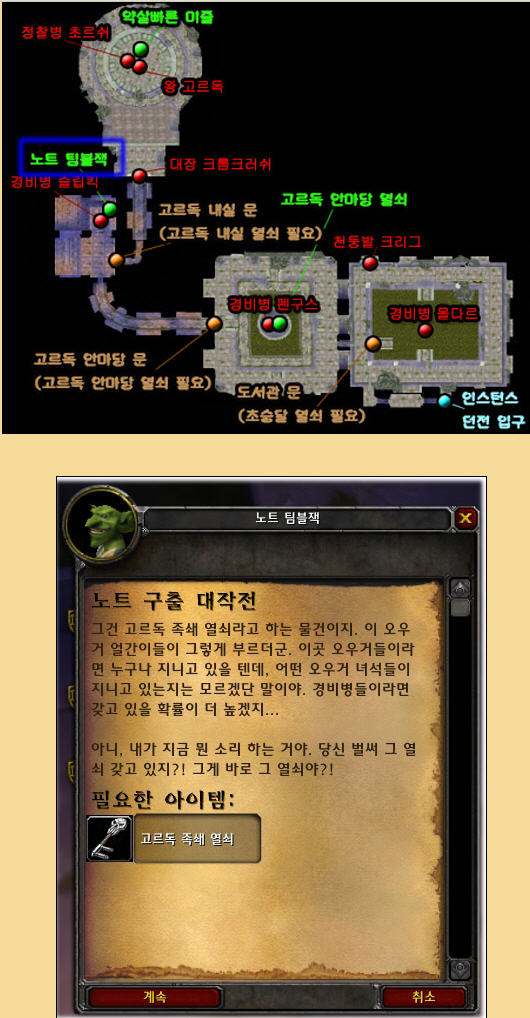 약삭빠른 미즐
정찰병 초르쉬
왕 고르독
노트 팀블잭
대장 크롬크러쉬
경비병 슬립킥
고르독 안마당 열쇠
고르독 내실 문
(고르독 내실 열쇠 필요)
천둥발 크리그
경비병 펜구스
경비병 몰다르
고르독 안마당 문
(고르독 안마당 열쇠 필요)
도서관 문
(초승달 열쇠 필요)
인스턴스
던전 입구
노트 팀블잭
노트 구출 대작전
그건 고르독 족쇄 열쇠라고 하는 물건이지. 이 오우
거 얼간이들이 그렇게 부르더군. 이곳 오우거들이라
면 누구나 지니고 있을 텐데, 어떤 오우거 녀석들이
지니고 있는지는 모르겠단 말이야. 경비병들이라면
갖고 있을 확률이 더 높겠지...
아니, 내가 지금 뭔 소리 하는 거야. 당신 벌써 그 열
쇠 갖고 있지?! 그게 바로 그 열쇠야?!
필요한 아이템:
고르독 족쇄 열쇠
계속
취소